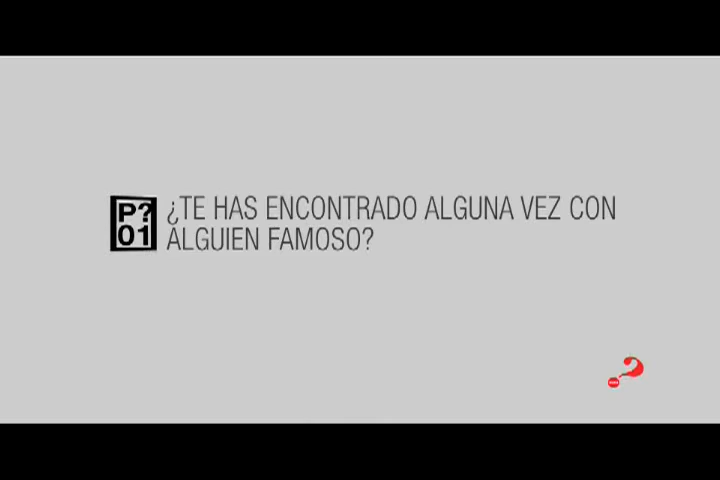 P?
01
¿TE HAS ENCONTRADO ALGUNA VEZ CON
ALGUIEN FAMOSO?